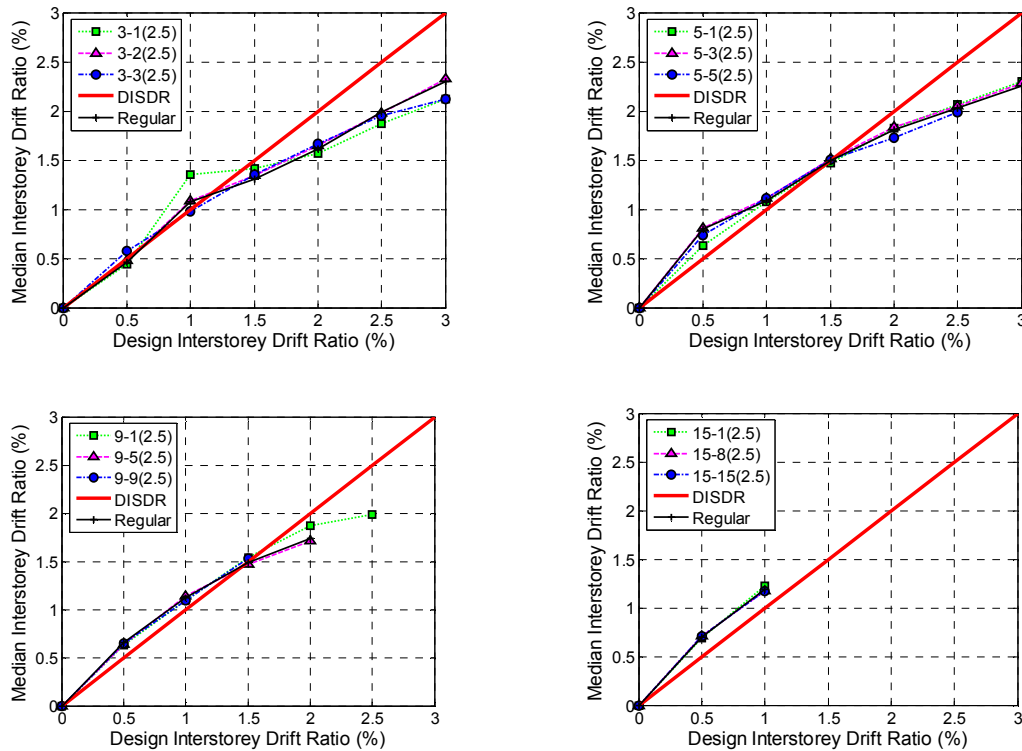 3
2.5
2
1.5
1
0.5
0
Median Interstorey Drift Ratio (%)
3-1(2.5)
3-2(2.5)
3-3(2.5)
DISDR
Regular
0 0.5 1 1.5 2 2.5 3
Design Interstorey Drift Ratio (%)
3
2.5
2
1.5
1
0.5
0
Median Interstorey Drift Ratio (%)
5-1(2.5)
5-3(2.5)
5-5(2.5)
DISDR
Regular
0 0.5 1 1.5 2 2.5 3
Design Interstorey Drift Ratio (%)
3
2.5
2
1.5
1
0.5
0
Median Interstorey Drift Ratio (%)
9-1(2.5)
9-5(2.5)
9-9(2.5)
DISDR
Regular
0 0.5 1 1.5 2 2.5 3
Design Interstorey Drift Ratio (%)
3
2.5
2
1.5
1
0.5
0
Median Interstorey Drift Ratio (%)
15-1(2.5)
15-8(2.5)
15-15(2.5)
DISDR
Regular
0 0.5 1 1.5 2 2.5 3
Design Interstorey Drift Ratio (%)